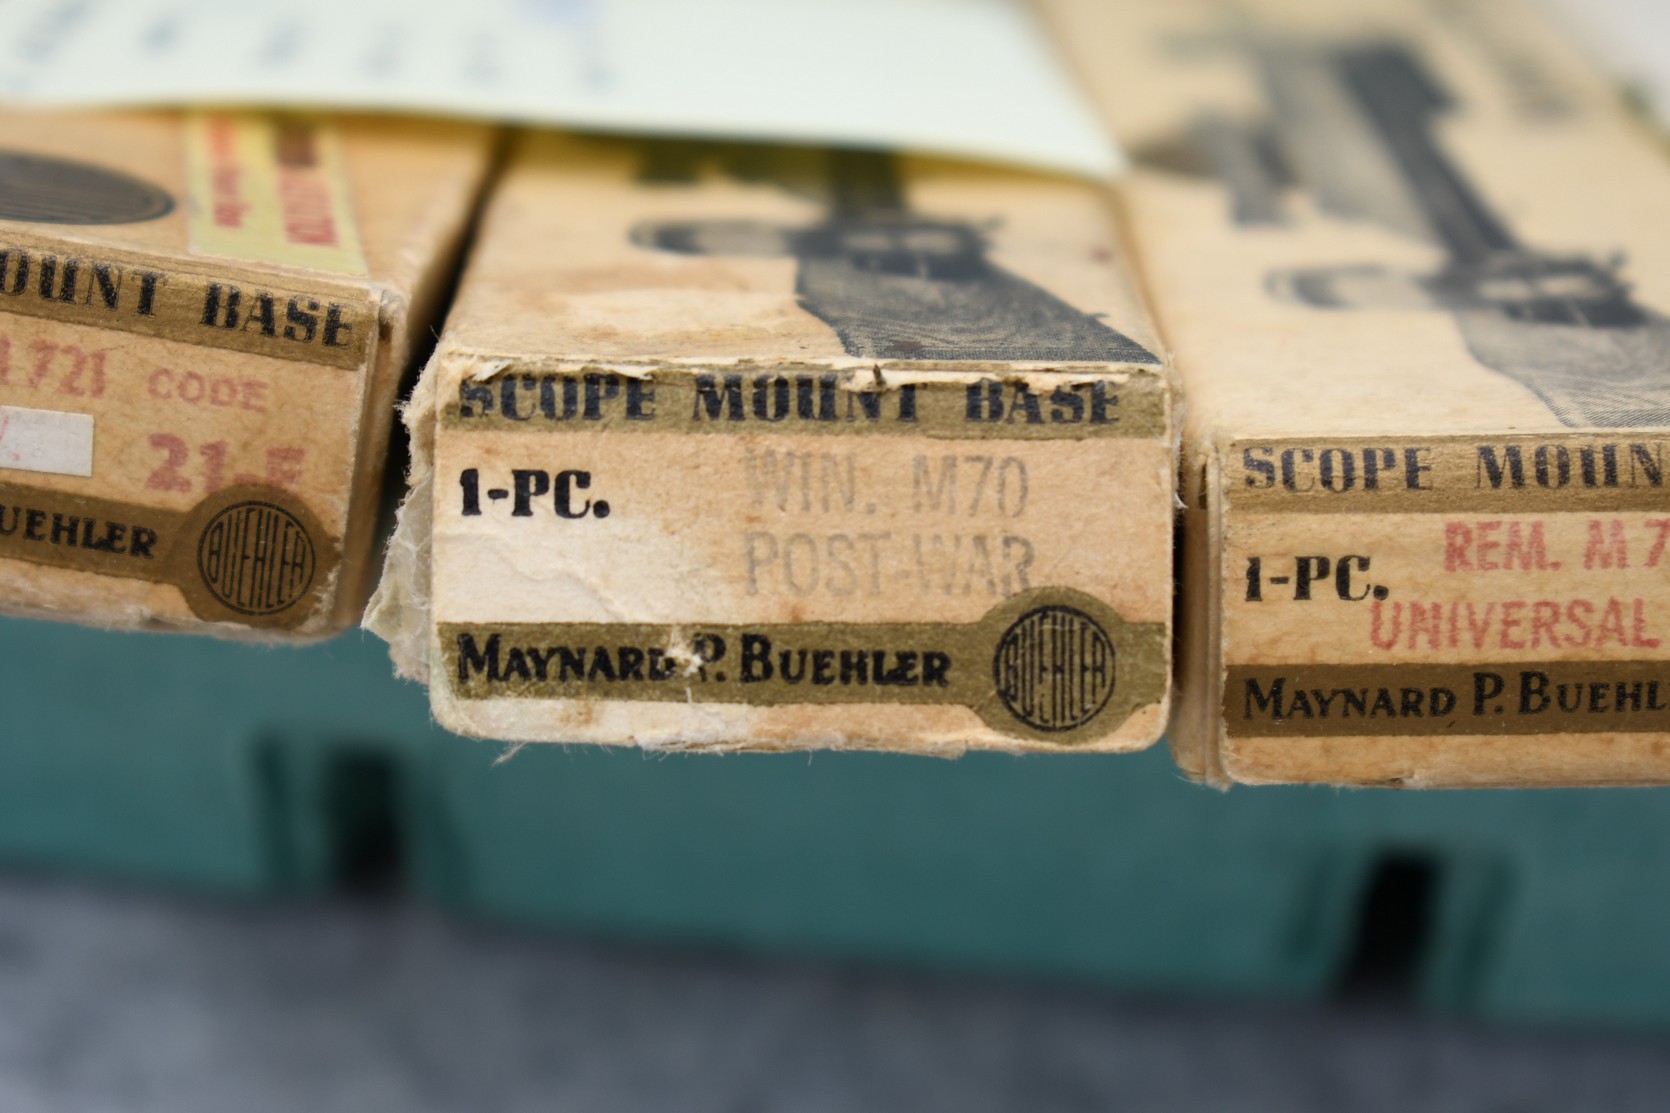 OUNT BASE
721 CODE
21-F
UEHLER
BUEHLER
SCOPE MOUNT BASE
1-PC. WIN. M70
POST-WAR
MAYNARD P. BUEHLER
BUEHLER
SCOPE MOUN
REM. M 7
1-PC.
UNIVERSAL
MAYNARD P. BUEHL